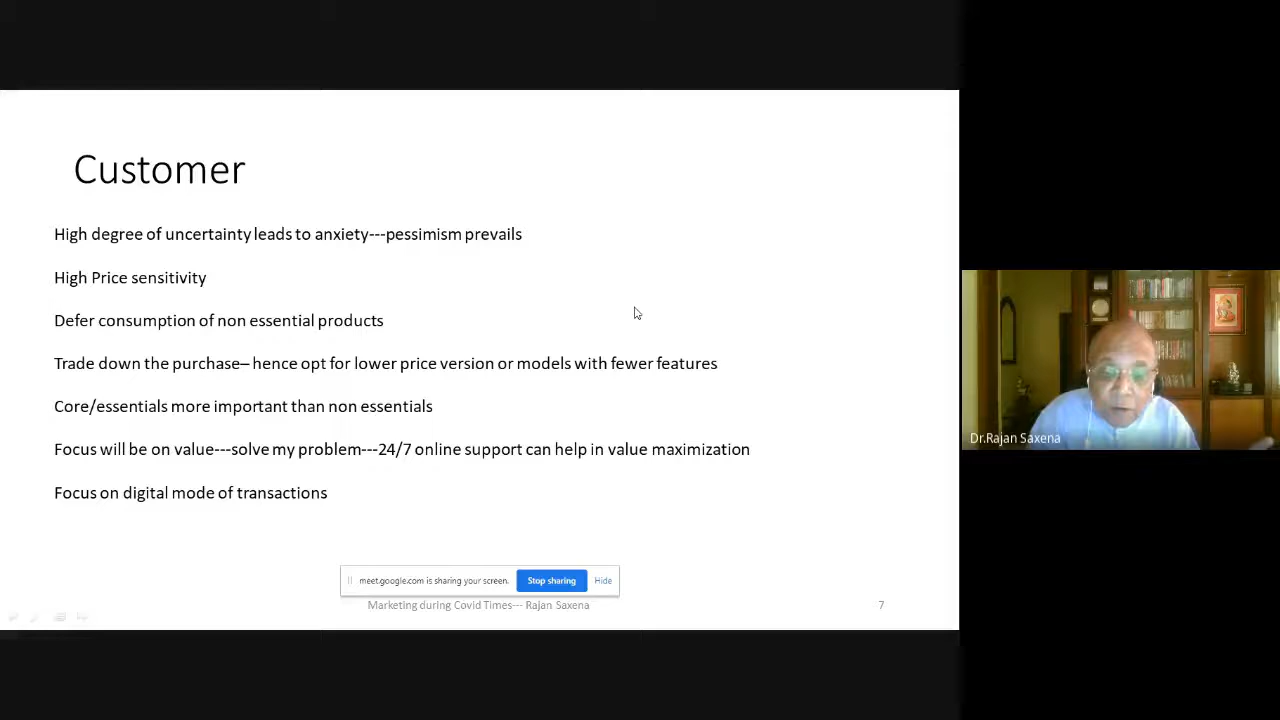 Customer
High degree of uncertainty leads to anxiety---pessimism prevails
High Price sensitivity
Defer consumption of non essential products
Trade down the purchase– hence opt for lower price version or models with fewer features
Core/essentials more important than non essentials
Focus will be on value---solve my problem---24/7 online support can help in value maximization
Focus on digital mode of transactions
meet.google.com is sharing your screen. Stop sharing Hide
Marketing during Covid Times--- Rajan Saxena 7
Dr.Rajan Saxena